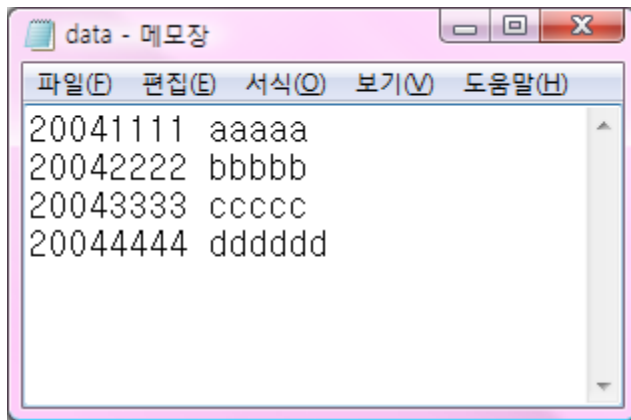 data - 메모장
파일(F) 편집(E) 서식(O) 보기(V) 도움말(H)
20041111 aaaaa
20042222 bbbbb
20043333 ccccc
20044444 dddddd